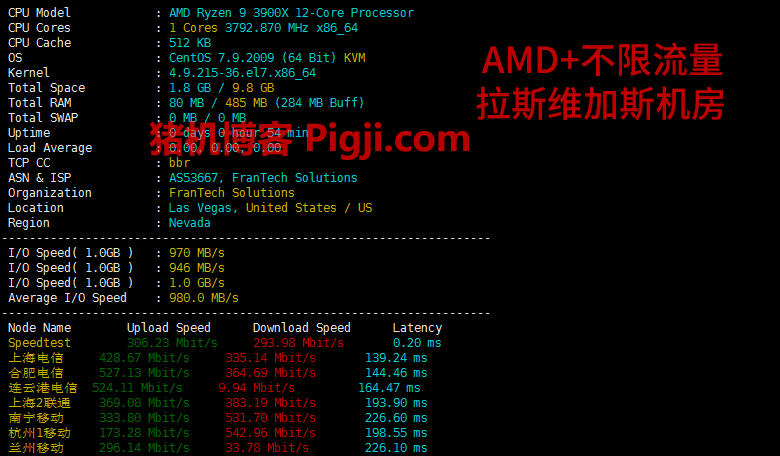 CPU Model : AMD Ryzen 9 3900X 12-Core Processor
CPU Cores : 1 Cores 3792.870 MHz x86_64
CPU Cache : 512 KB
OS : CentOS 7.9.2009 (64 Bit) KVM
Kernel : 4.9.215-36.el7.x86_64
Total Space : 1.8 GB / 9.8 GB
Total RAM : 80 MB / 485 MB (284 MB Buff)
Total SWAP : 0 MB / 0 MB
Uptime : 0 days 0 hour 54 min
Load Average : 0.00, 0.00, 0.00
TCP CC : bbr
ASN & ISP : AS53667, FranTech Solutions
Organization : FranTech Solutions
Location : Las Vegas, United States / US
Region : Nevada
AMD+不限流量
拉斯维加斯机房
猪机博客 Pigji.com
----------------------------------------------------------------------
I/O Speed( 1.0GB ) : 970 MB/s
I/O Speed( 1.0GB ) : 946 MB/s
I/O Speed( 1.0GB ) : 1.0 GB/s
Average I/O Speed : 980.0 MB/s
----------------------------------------------------------------------
Node Name Upload Speed Download Speed Latency
Speedtest 306.23 Mbit/s 293.98 Mbit/s 0.20 ms
上海电信 428.67 Mbit/s 335.14 Mbit/s 139.24 ms
合肥电信 527.13 Mbit/s 364.69 Mbit/s 144.46 ms
连云港电信 524.11 Mbit/s 9.94 Mbit/s 164.47 ms
上海2联通 369.08 Mbit/s 383.19 Mbit/s 193.90 ms
南宁移动 333.80 Mbit/s 531.70 Mbit/s 226.60 ms
杭州1移动 173.28 Mbit/s 542.96 Mbit/s 198.55 ms
兰州移动 296.14 Mbit/s 33.78 Mbit/s 226.10 ms